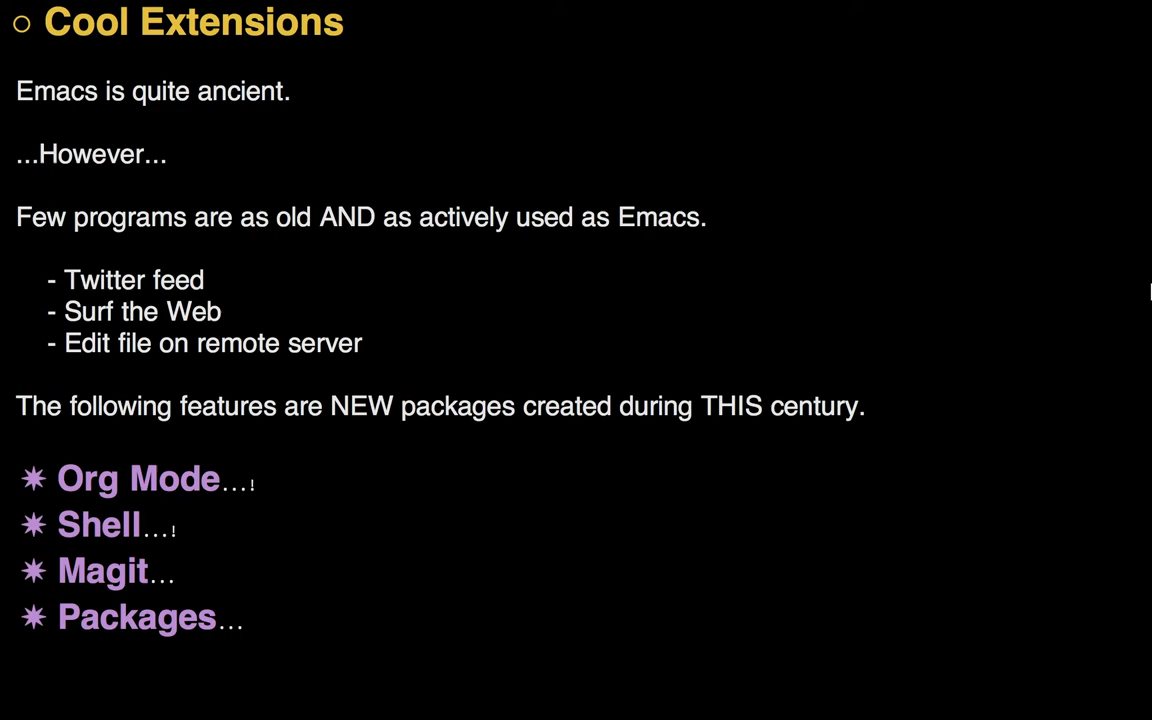 ○ Cool Extensions
Emacs is quite ancient.
...However...
Few programs are as old AND as actively used as Emacs.
- Twitter feed
- Surf the Web
- Edit file on remote server
The following features are NEW packages created during THIS century.
✷ Org Mode...!
✷ Shell...!
✷ Magit...
✷ Packages...